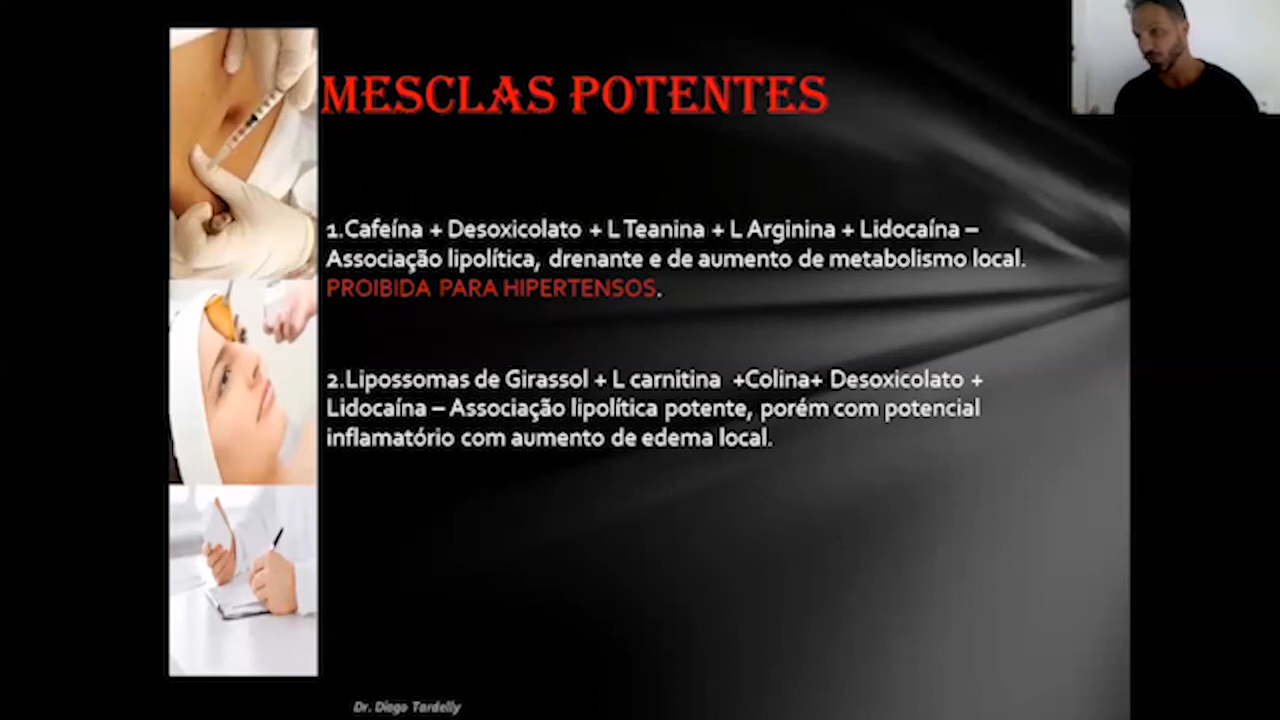 MESCLAS POTENTES
1.Cafeína + Desoxicolato + L Teanina + L Arginina + Lidocaína –
Associação lipolítica, drenante e de aumento de metabolismo local.
PROIBIDA PARA HIPERTENSOS.
2.Lipossomas de Girassol + L carnitina +Colina+ Desoxicolato +
Lidocaína – Associação lipolítica potente, porém com potencial
inflamatório com aumento de edema local.
Dr. Diego Tardelly